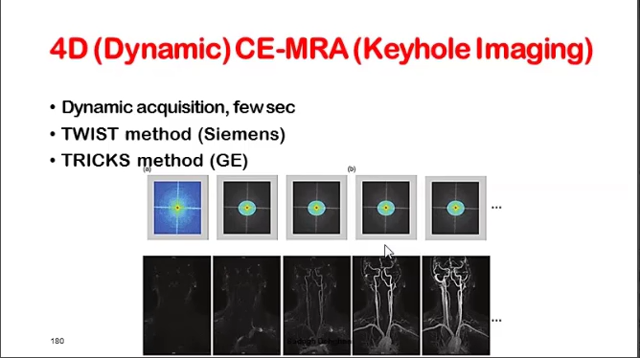 4D (Dynamic) CE-MRA (Keyhole Imaging)
• Dynamic acquisition, few sec
• TWIST method (Siemens)
• TRICKS method (GE)
(a)
(b)
...
...
180